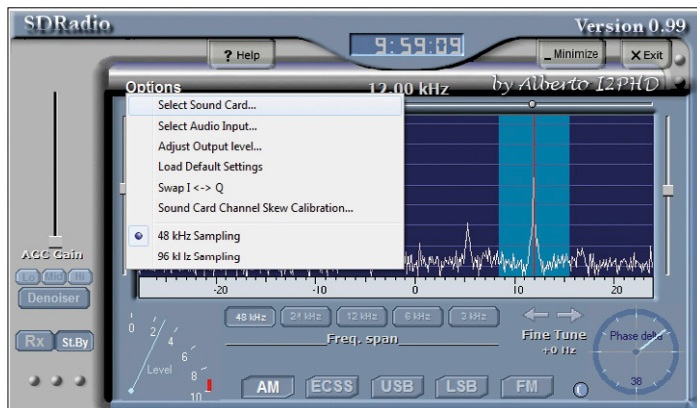 SDRadio
Version 0.99
? Help
9:59:09
_ Minimize
X Exit
Options
12.00 kHz
by Alberto I2PHD
Select Sound Card...
Select Audio Input...
Adjust Output level...
Load Default Settings
Swap I <-> Q
Sound Card Channel Skew Calibration...
48 kHz Sampling
96 kHz Sampling
AGC Gain
Lo Mid Hi
Denoiser
Rx St.By
-20 -10 0 10 20
48 kHz 24 kHz 12 kHz 6 kHz 3 kHz
Freq. span
Fine Tune
+0 Hz
Phase delta
38
0 2 4 6 8 10
Level
AM ECSS USB LSB FM